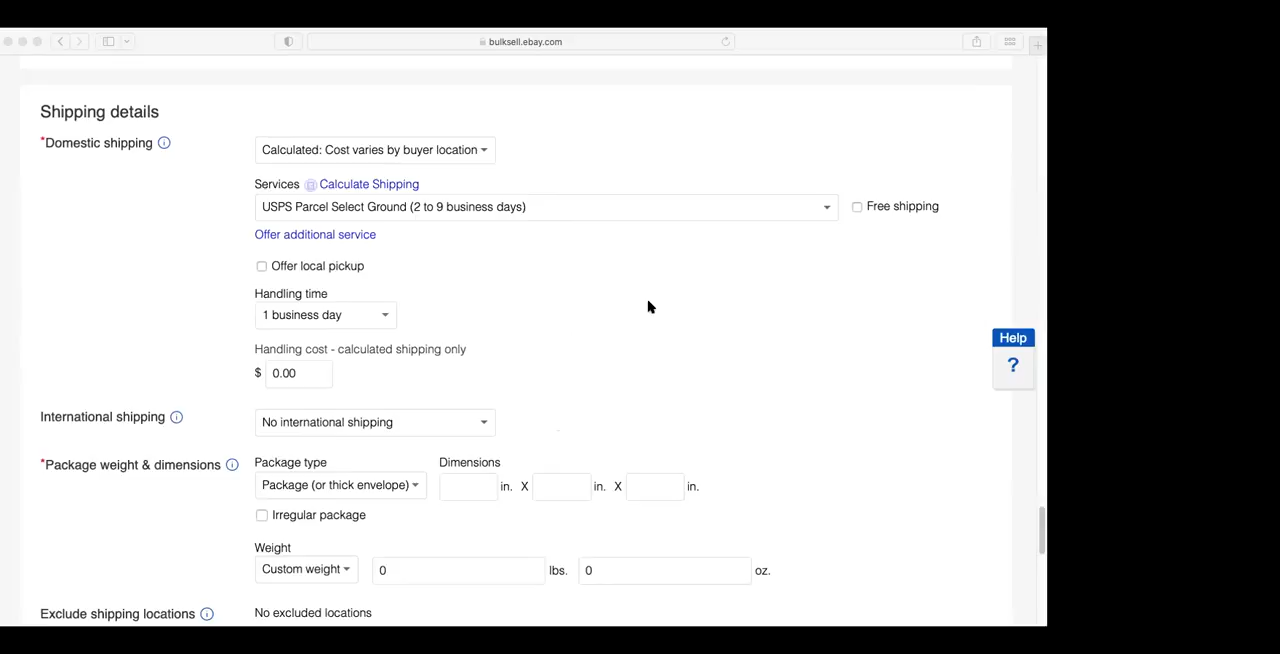 bulksell.ebay.com
Shipping details
*Domestic shipping
Calculated: Cost varies by buyer location
Services Calculate Shipping
USPS Parcel Select Ground (2 to 9 business days)
Free shipping
Offer additional service
Offer local pickup
Handling time
1 business day
Handling cost - calculated shipping only
$ 0.00
Help
?
International shipping
No international shipping
*Package weight & dimensions
Package type
Dimensions
Package (or thick envelope)
in. X in. X in.
Irregular package
Weight
Custom weight
0 lbs. 0 oz.
Exclude shipping locations
No excluded locations